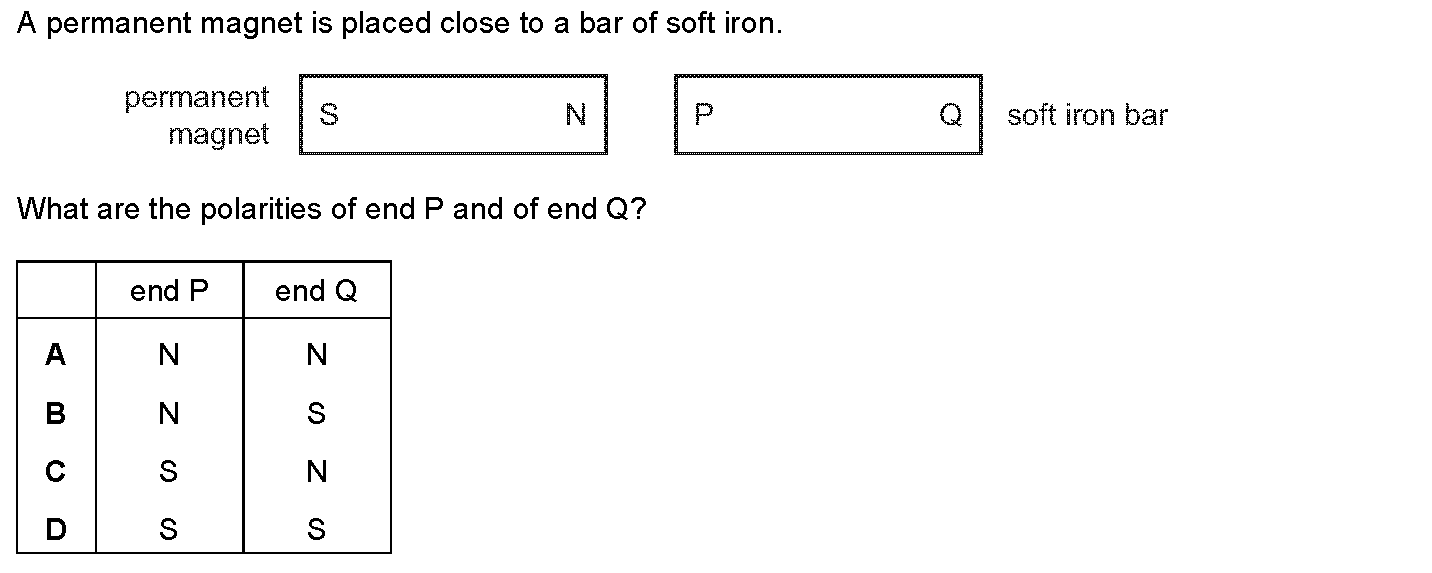 A permanent magnet is placed close to a bar of soft iron.
permanent
magnet
S N P Q soft iron bar
What are the polarities of end P and of end Q?
end P end Q
A N N
B N S
C S N
D S S